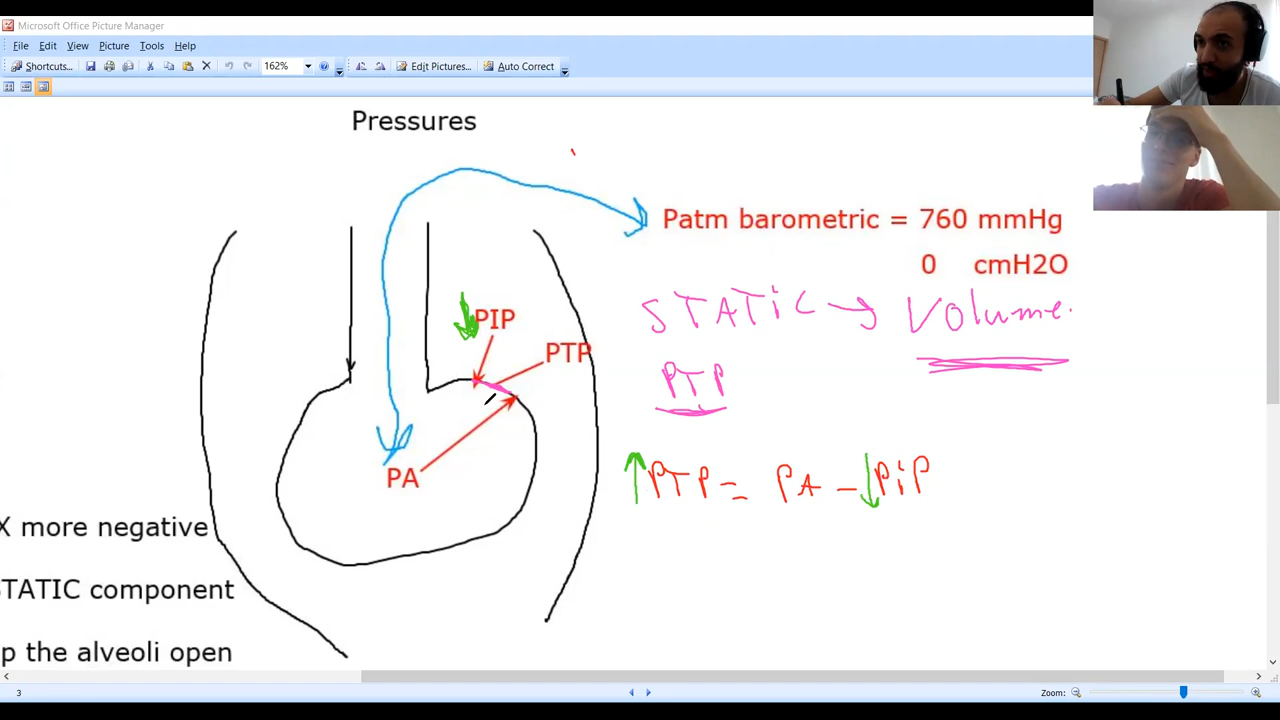 Microsoft Office Picture Manager
File Edit View Picture Tools Help
Shortcuts... 162% Edit Pictures... Auto Correct
Pressures
Patm barometric = 760 mmHg
0 cmH2O
STATiC → Volume.
PIP
PTP
PTP
PA
↑PTP = PA - ↓PiP
X more negative
STATIC component
p the alveoli open
3 Zoom: